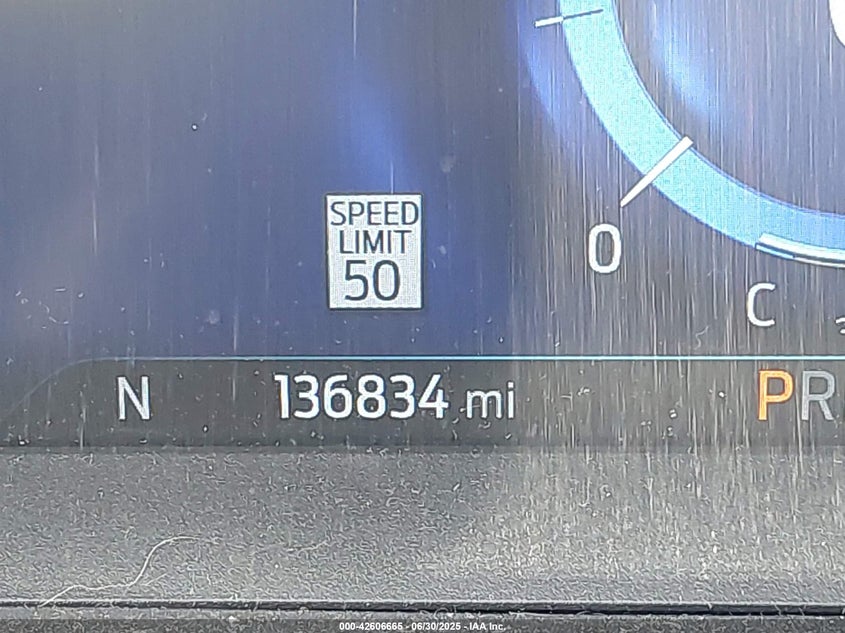 SPEED
LIMIT
50
0
C
N 136834 mi PR
000-42606665 - 06/30/2025 - IAA Inc.